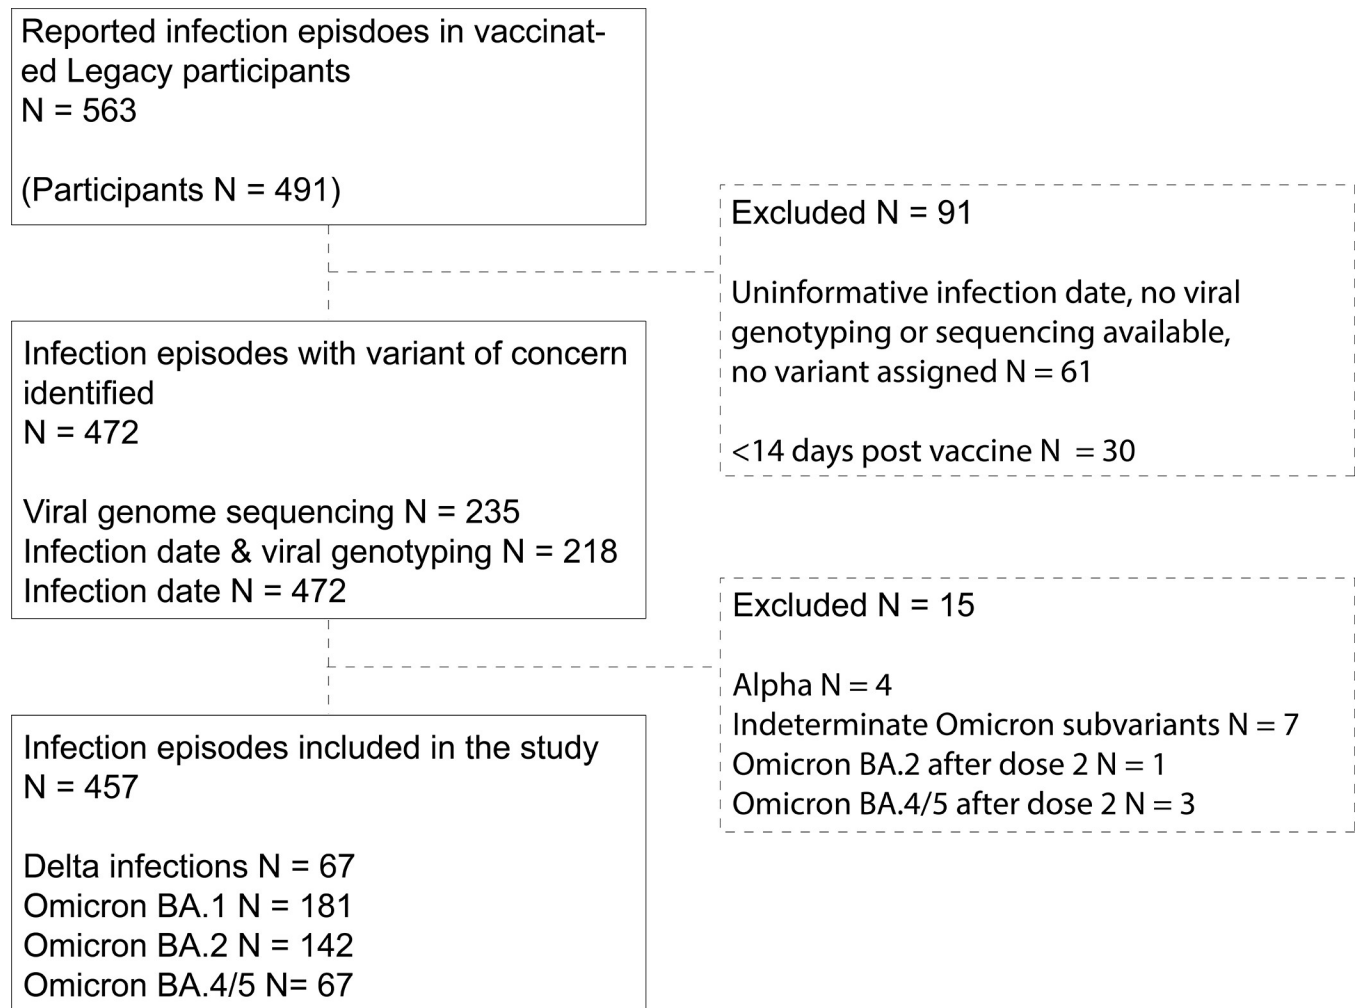 Reported infection episdoes in vaccinat-
ed Legacy participants
N = 563
(Participants N = 491)
Excluded N = 91
Uninformative infection date, no viral
genotyping or sequencing available,
no variant assigned N = 61
<14 days post vaccine N = 30
Infection episodes with variant of concern
identified
N = 472
Viral genome sequencing N = 235
Infection date & viral genotyping N = 218
Infection date N = 472
Excluded N = 15
Alpha N = 4
Indeterminate Omicron subvariants N = 7
Omicron BA.2 after dose 2 N = 1
Omicron BA.4/5 after dose 2 N = 3
Infection episodes included in the study
N = 457
Delta infections N = 67
Omicron BA.1 N = 181
Omicron BA.2 N = 142
Omicron BA.4/5 N= 67